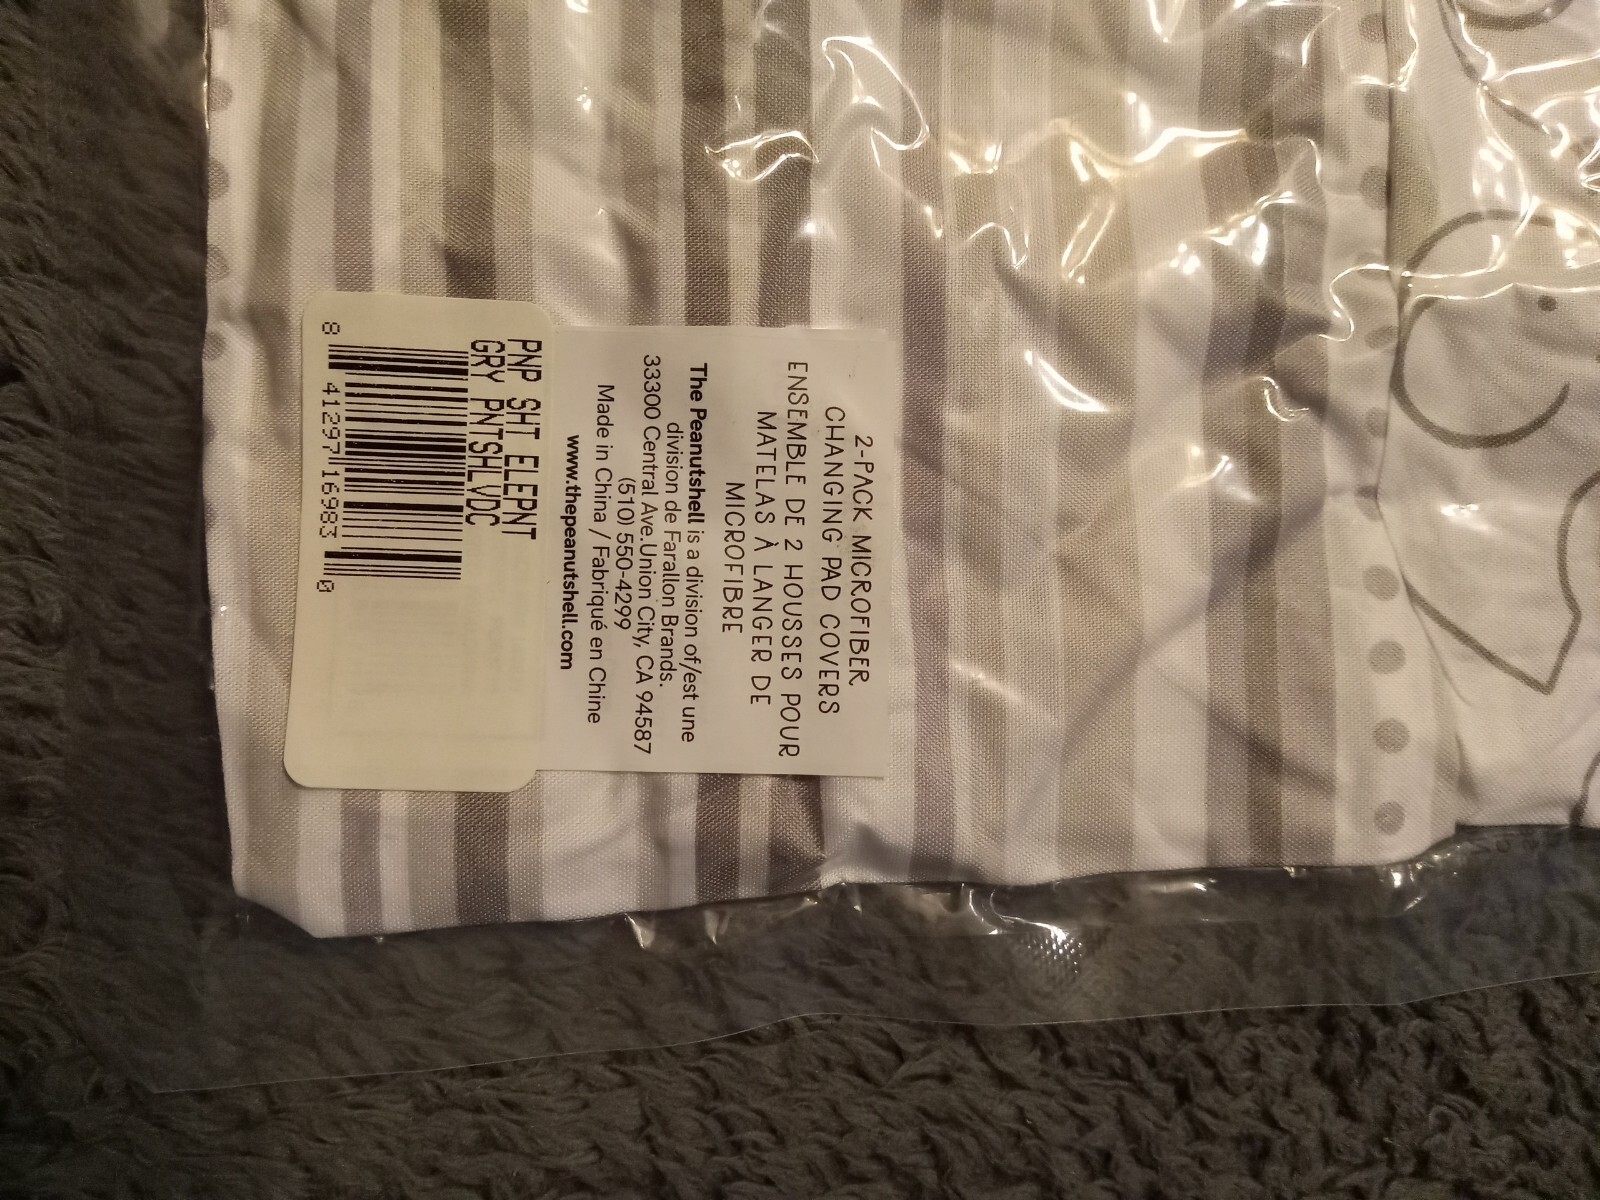 2-PACK MICROFIBER
CHANGING PAD COVERS
ENSEMBLE DE 2 HOUSSES POUR
MATELAS À LANGER DE
MICROFIBRE
The Peanutshell is a division of/est une
division de Farallon Brands.
33300 Central Ave.Union City, CA 94587
(510) 550-4299
Made in China / Fabriqué en Chine
www.thepeanutshell.com
PNP SHT ELEPNT
GRY PNTSHLVDC
8 41297 16983 0